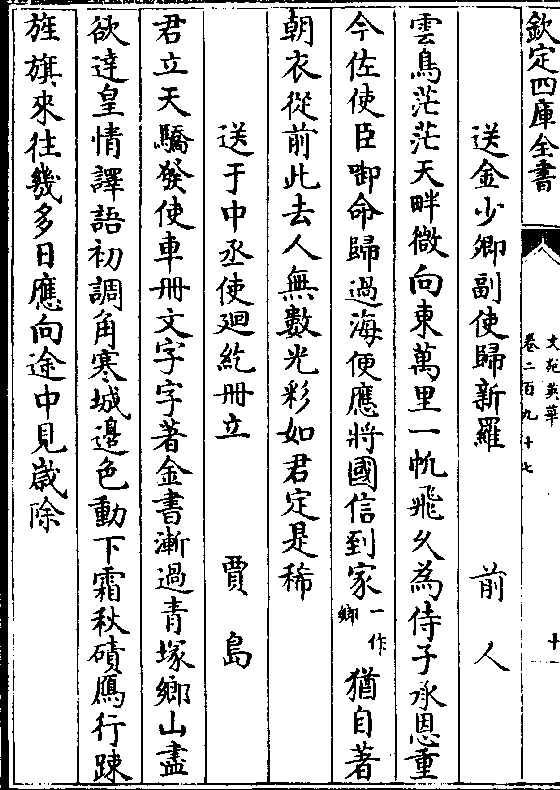 欽定四庫全書
文苑英華
卷二百九十七
十一
送金少卿副使歸新羅　前人
雲鳥茫茫天畔微向東萬里一帆飛乆為侍子承恩重
今佐使臣啣命歸過海便應將國信到家一作鄉猶自著
朝衣從前此去人無數光彩如君定是稀
送于中丞使廻紇冊立　賈島
君立天驕發使車冊文字字著金書漸過青塚鄉山盡
欲達皇情譯語初調角寒城邉色動下霜秋磧鴈行踈
旌旗來往幾多日應向途中見歳除